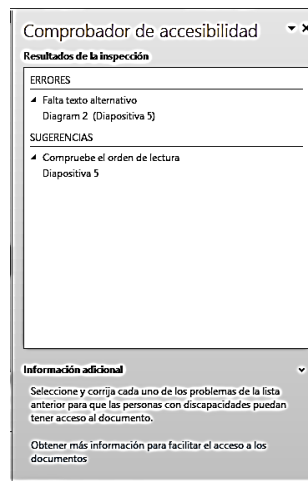 Comprobador de accesibilidad
Resultados de la inspección
ERRORES
Falta texto alternativo
Diagram 2 (Diapositiva 5)
SUGERENCIAS
Compruebe el orden de lectura
Diapositiva 5
Información adicional
Seleccione y corrija cada uno de los problemas de la lista
anterior para que las personas con discapacidades puedan
tener acceso al documento.
Obtener más información para facilitar el acceso a los
documentos